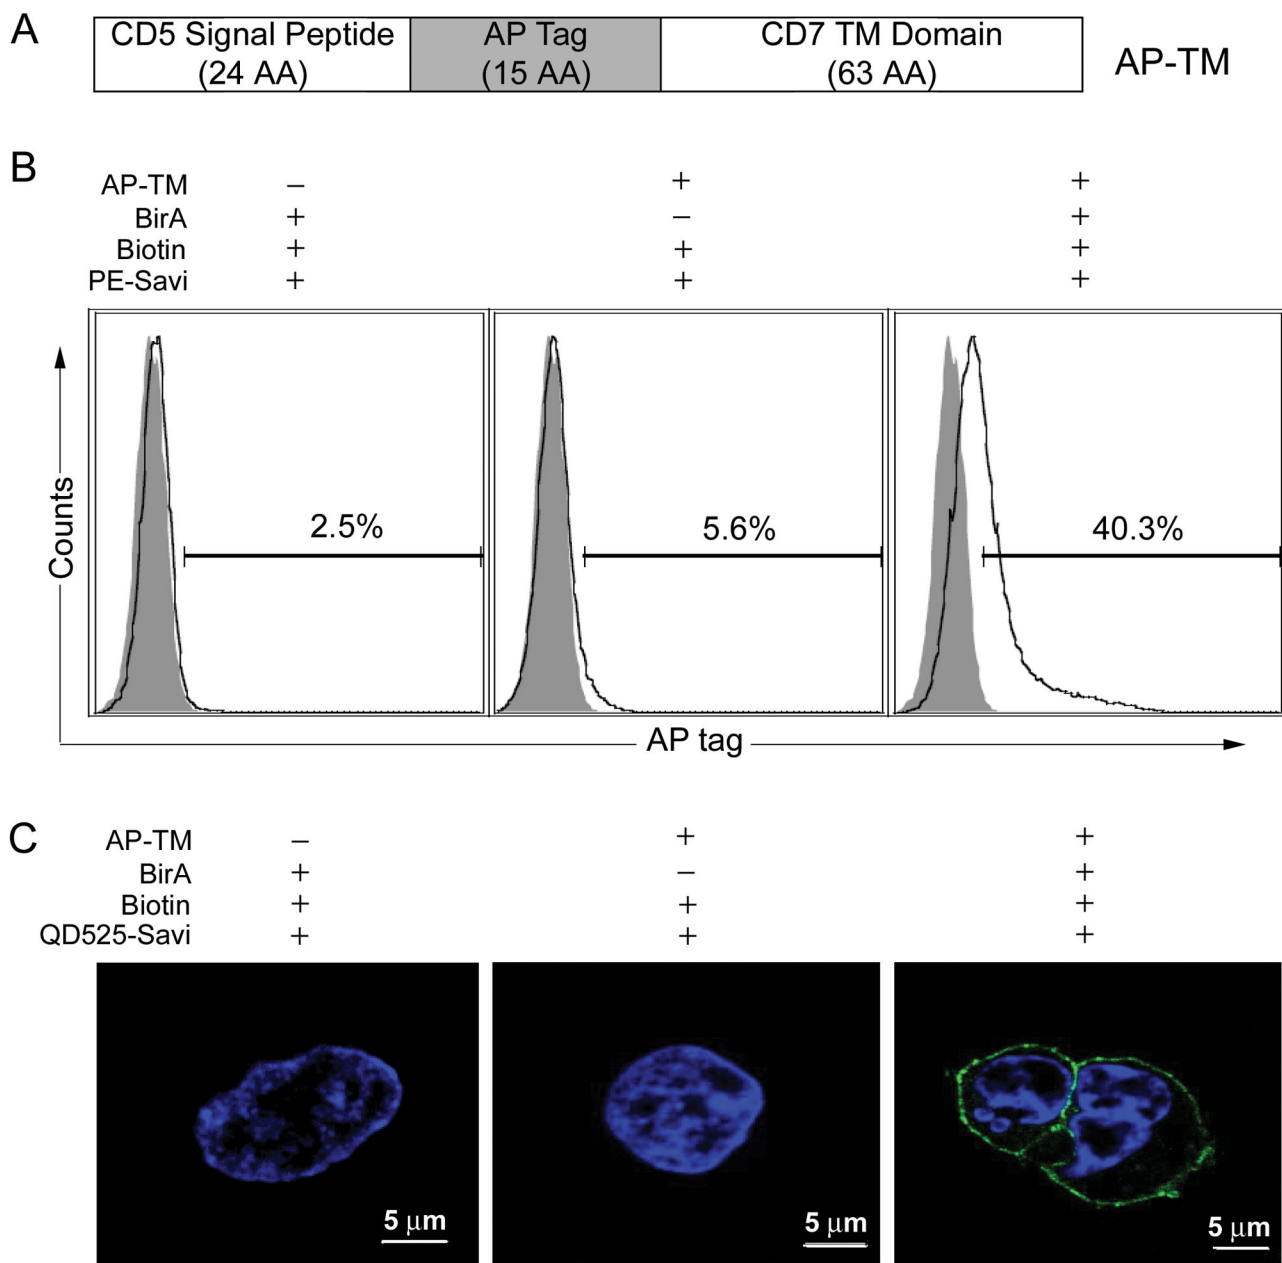 A
CD5 Signal Peptide AP Tag CD7 TM Domain
(24 AA) (15 AA) (63 AA)
AP-TM
B
AP-TM − + +
BirA + − +
Biotin + + +
PE-Savi + + +
2.5% 5.6% 40.3%
Counts
AP tag
C
AP-TM − + +
BirA + − +
Biotin + + +
QD525-Savi + + +
5 μm 5 μm 5 μm